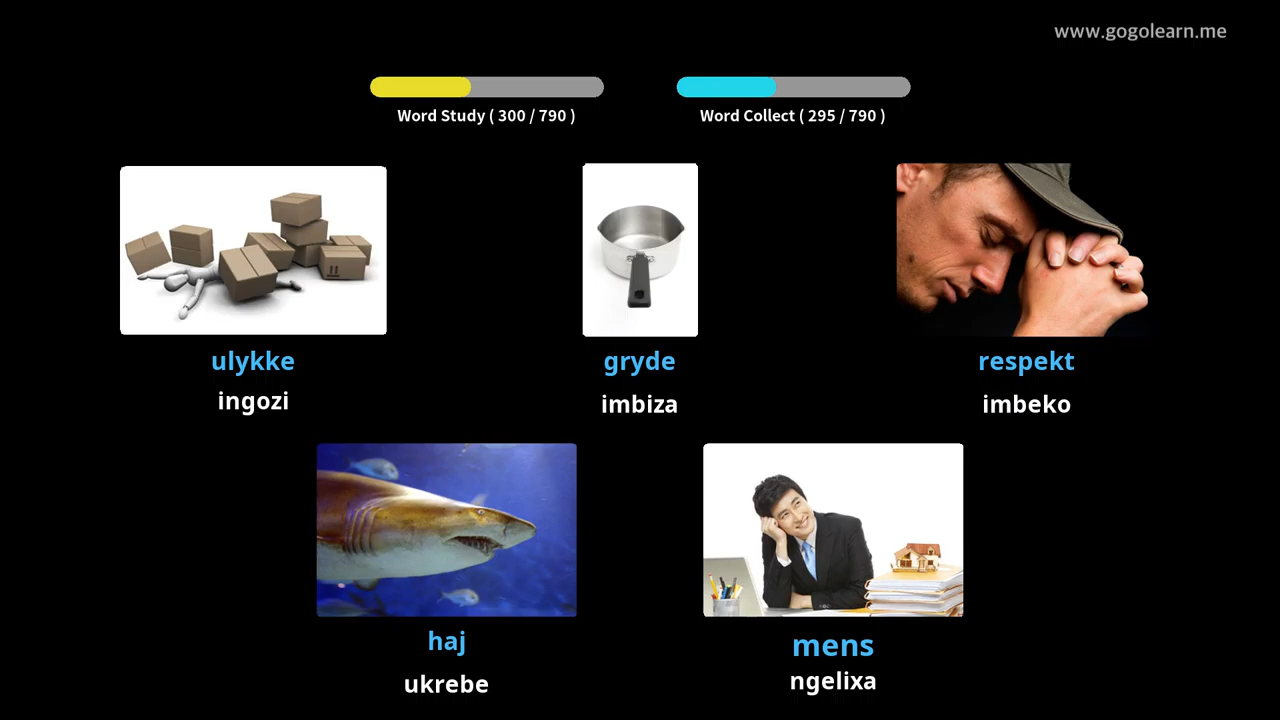 www.gogolearn.me
Word Study ( 300 / 790 )
Word Collect ( 295 / 790 )
ulykke
gryde
respekt
ingozi
imbiza
imbeko
haj
mens
ukrebe
ngelixa